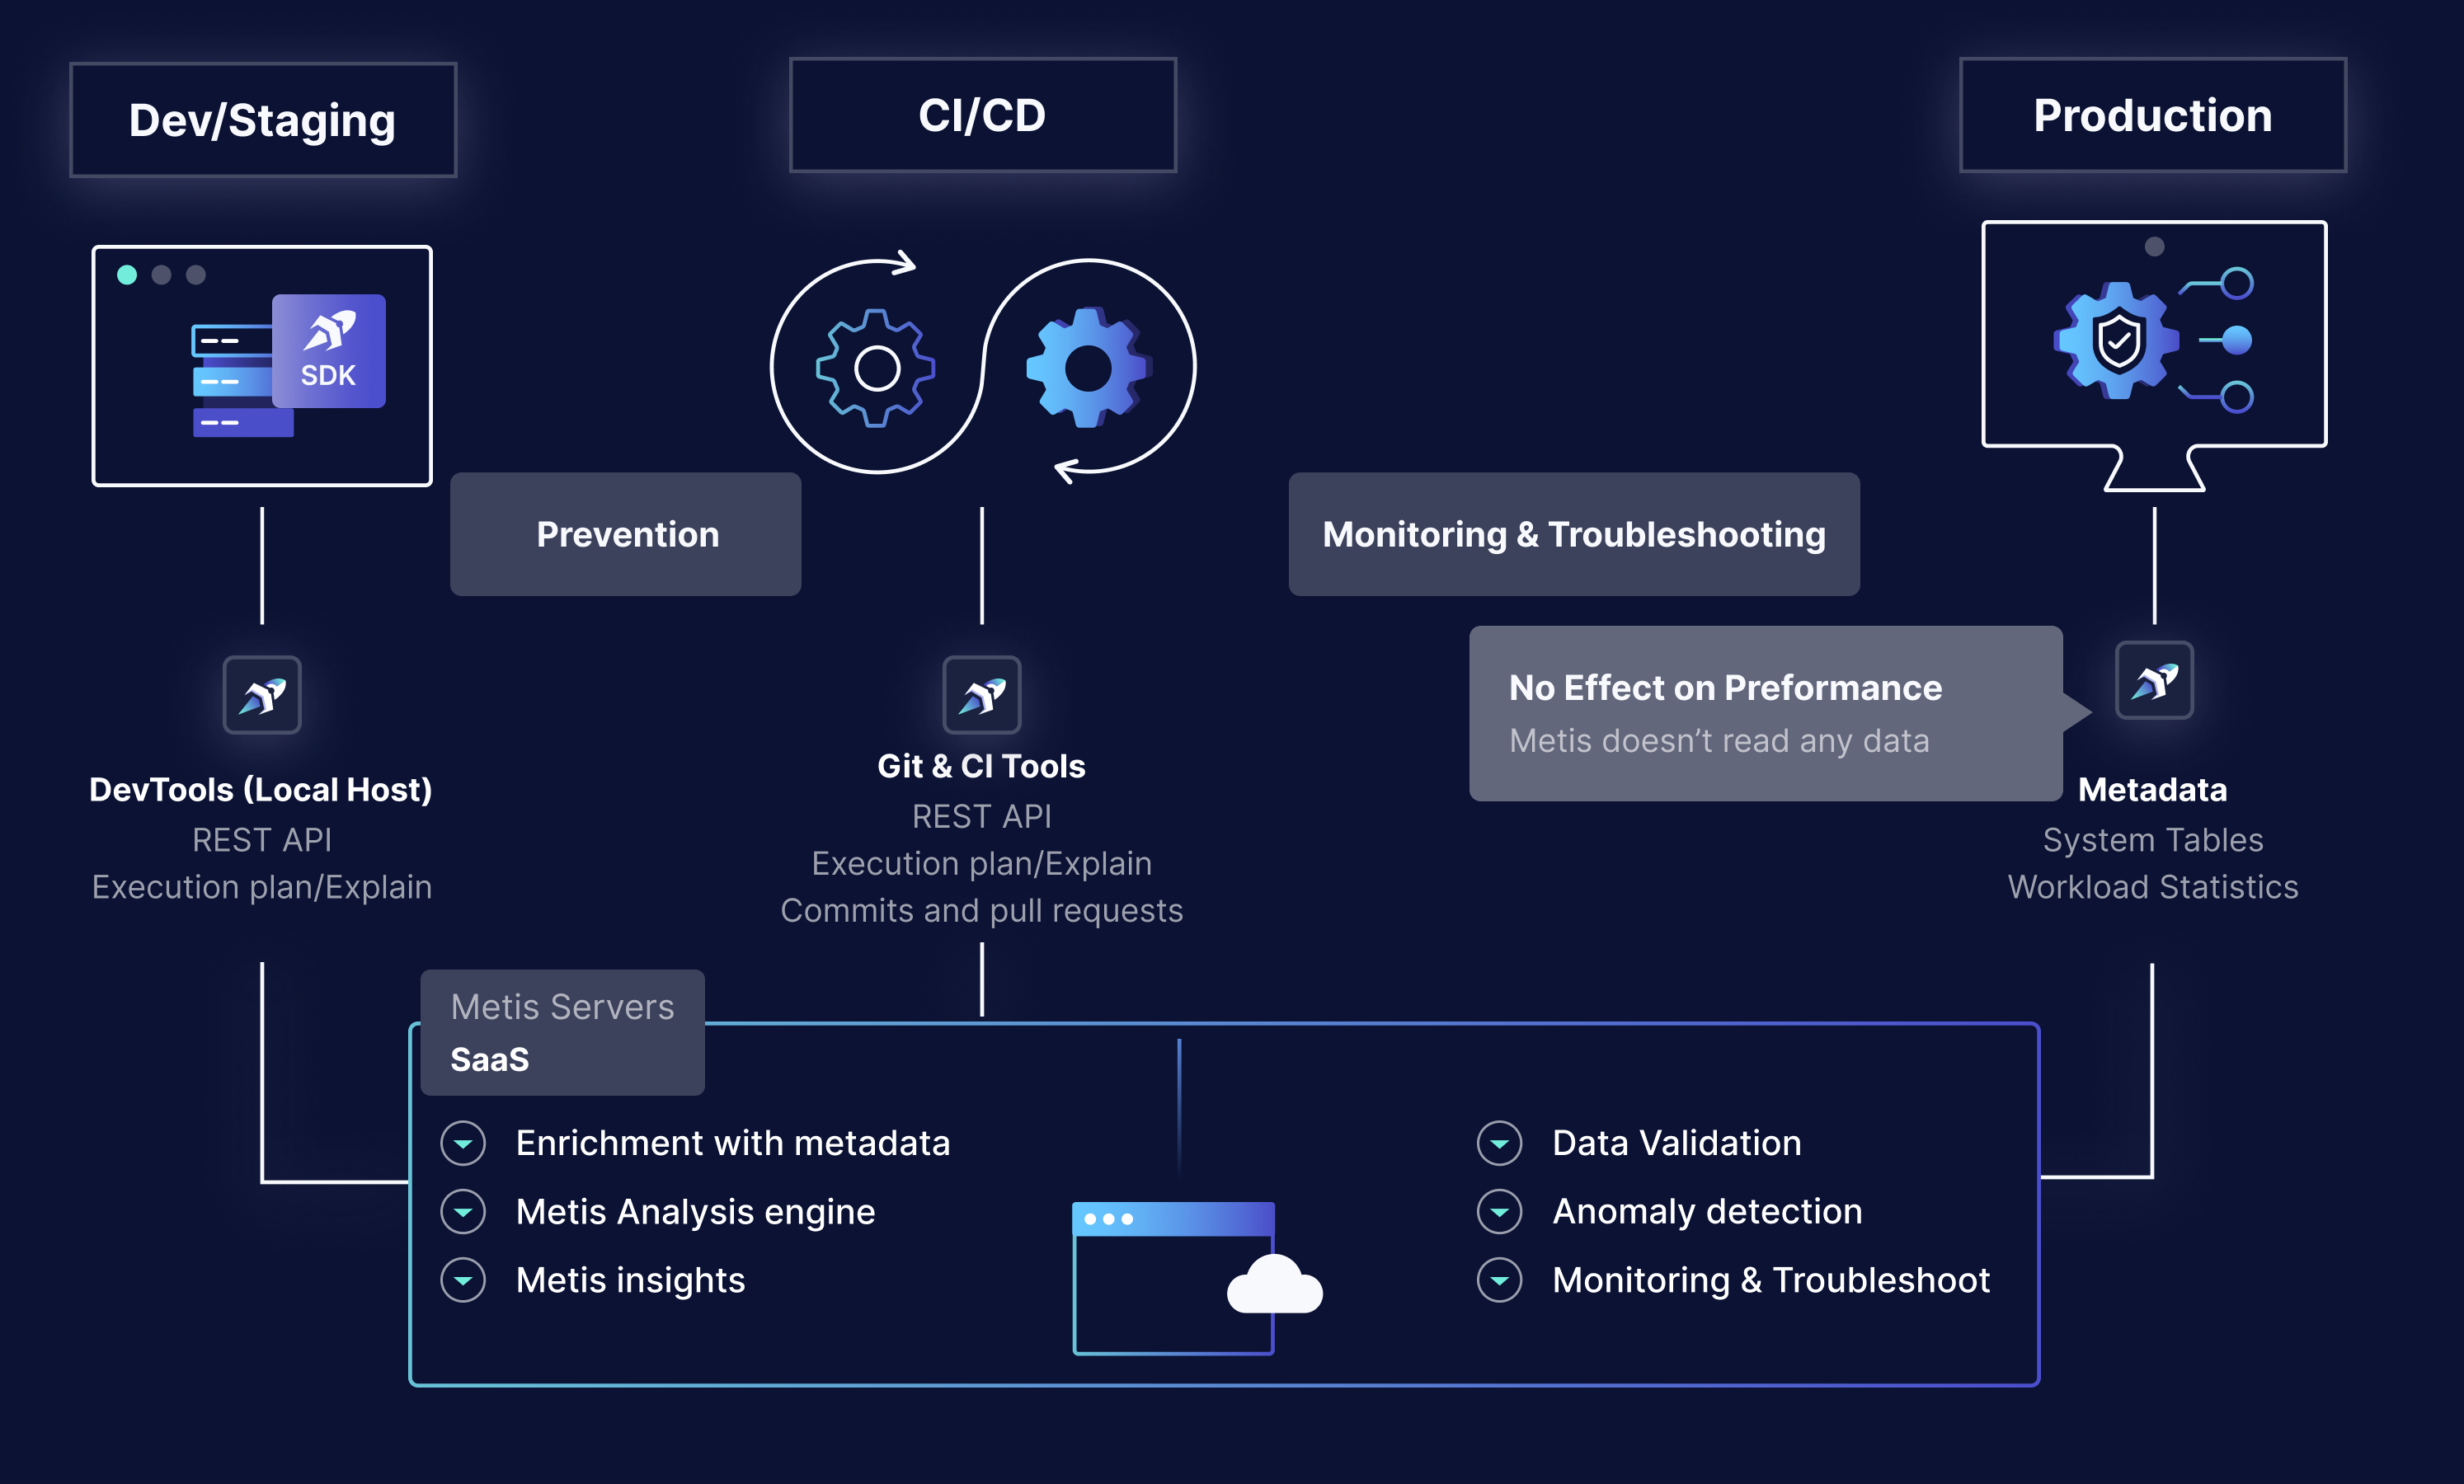 Dev/Staging
CI/CD
Production
SDK
Prevention
Monitoring & Troubleshooting
No Effect on Preformance
Metis doesn’t read any data
DevTools (Local Host)
REST API
Execution plan/Explain
Git & CI Tools
REST API
Execution plan/Explain
Commits and pull requests
Metadata
System Tables
Workload Statistics
Metis Servers
SaaS
Enrichment with metadata
Metis Analysis engine
Metis insights
Data Validation
Anomaly detection
Monitoring & Troubleshoot